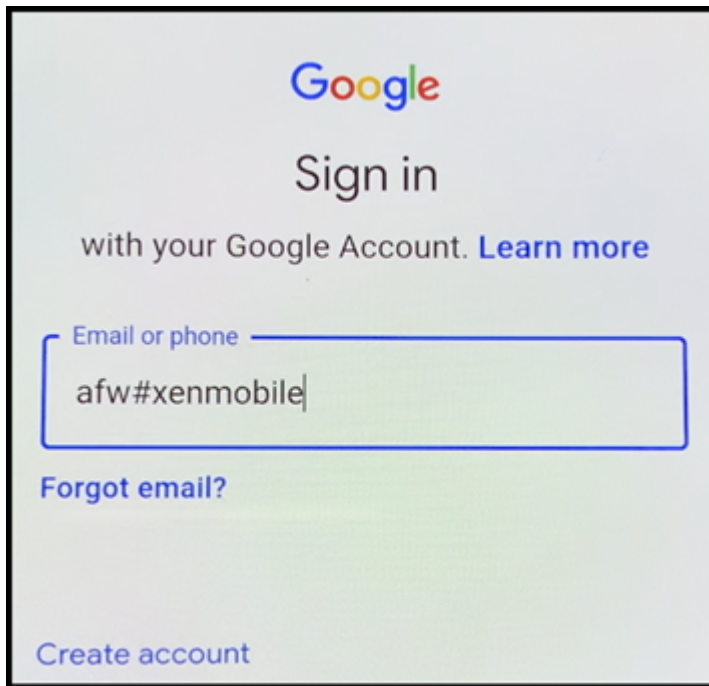 Google
Sign in
with your Google Account. Learn more
Email or phone
afw#xenmobile
Forgot email?
Create account